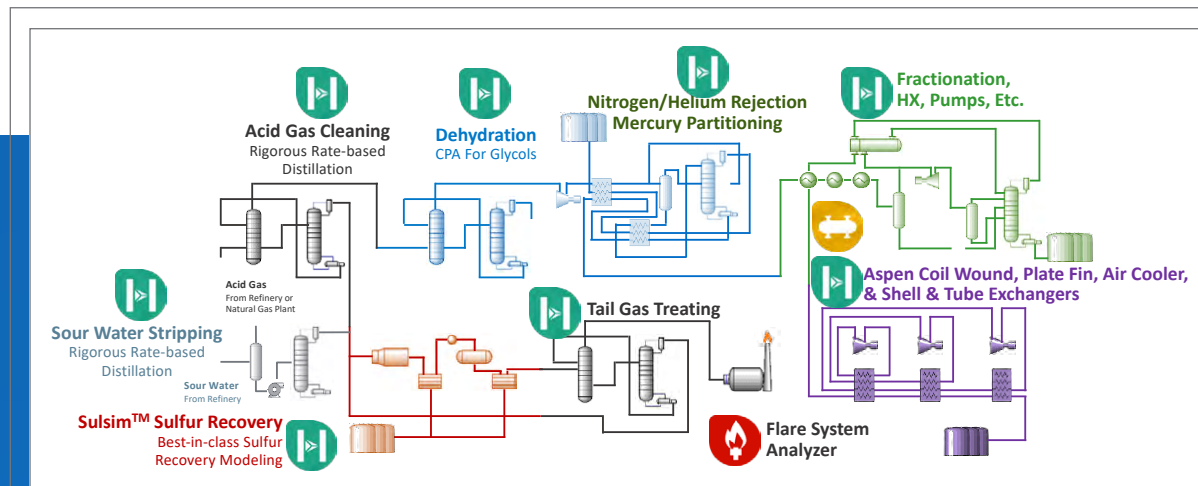 Acid Gas Cleaning
Rigorous Rate-based
Distillation
Dehydration
CPA For Glycols
Nitrogen/Helium Rejection
Mercury Partitioning
Fractionation,
HX, Pumps, Etc.
Aspen Coil Wound, Plate Fin, Air Cooler,
& Shell & Tube Exchangers
Acid Gas
From Refinery or
Natural Gas Plant
Sour Water Stripping
Rigorous Rate-based
Distillation
Sour Water
From Refinery
Tail Gas Treating
Sulsim™ Sulfur Recovery
Best-in-class Sulfur
Recovery Modeling
Flare System
Analyzer